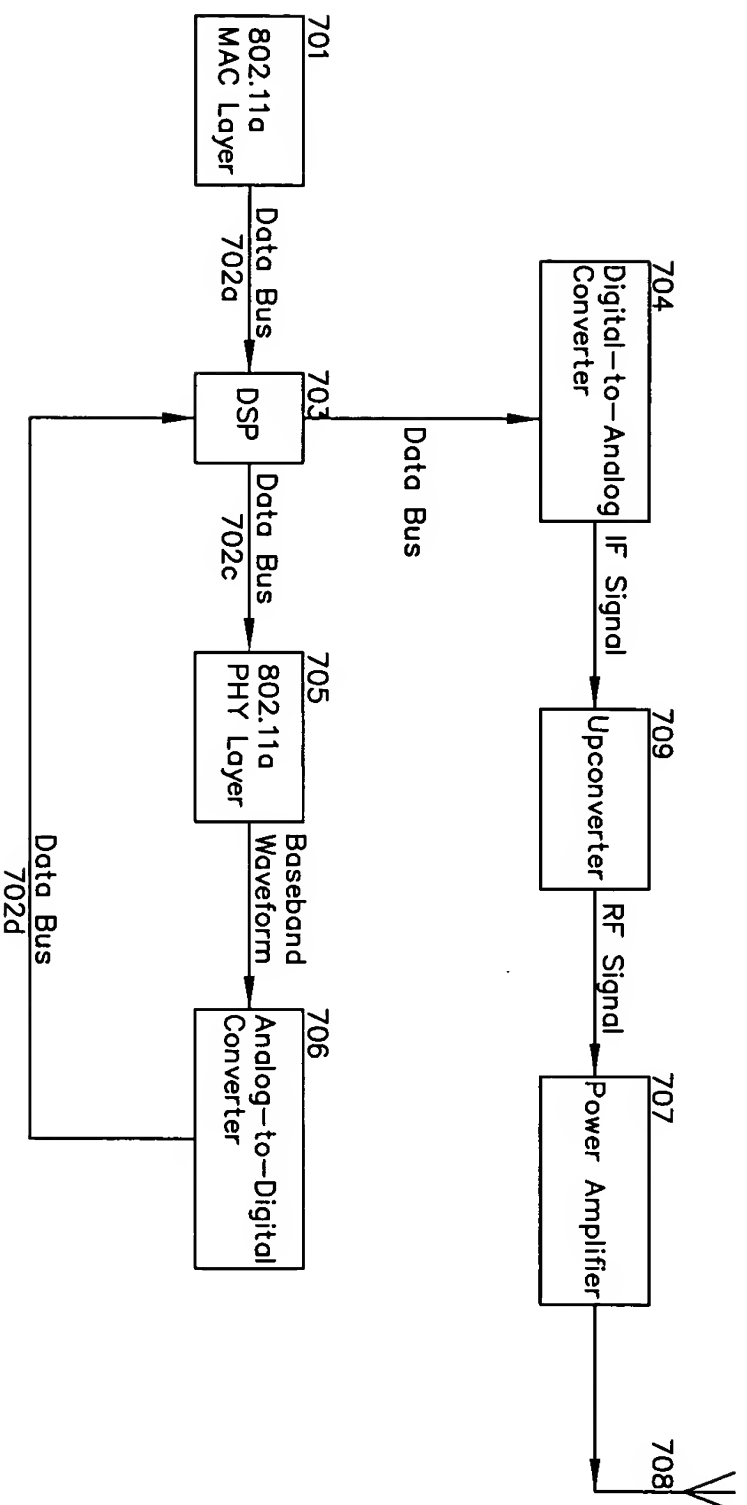 701
802.11a
MAC Layer
Data Bus
702a
703
DSP
Data Bus
702c
705
802.11a
PHY Layer
Baseband
Waveform
706
Analog-to-Digital
Converter
Data Bus
702d
Data Bus
704
Digital-to-Analog
Converter
IF Signal
709
Upconverter
RF Signal
707
Power Amplifier
708